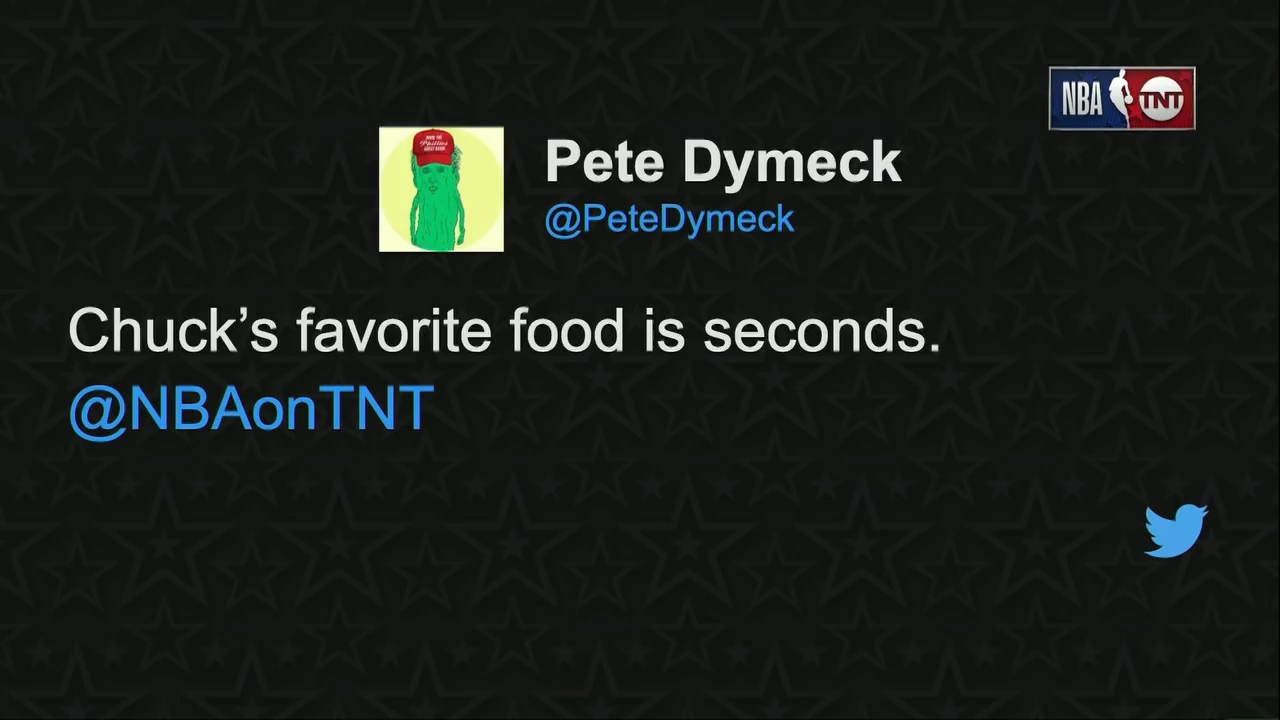 NBA TNT
Pete Dymeck
@PeteDymeck
Chuck’s favorite food is seconds.
@NBAonTNT